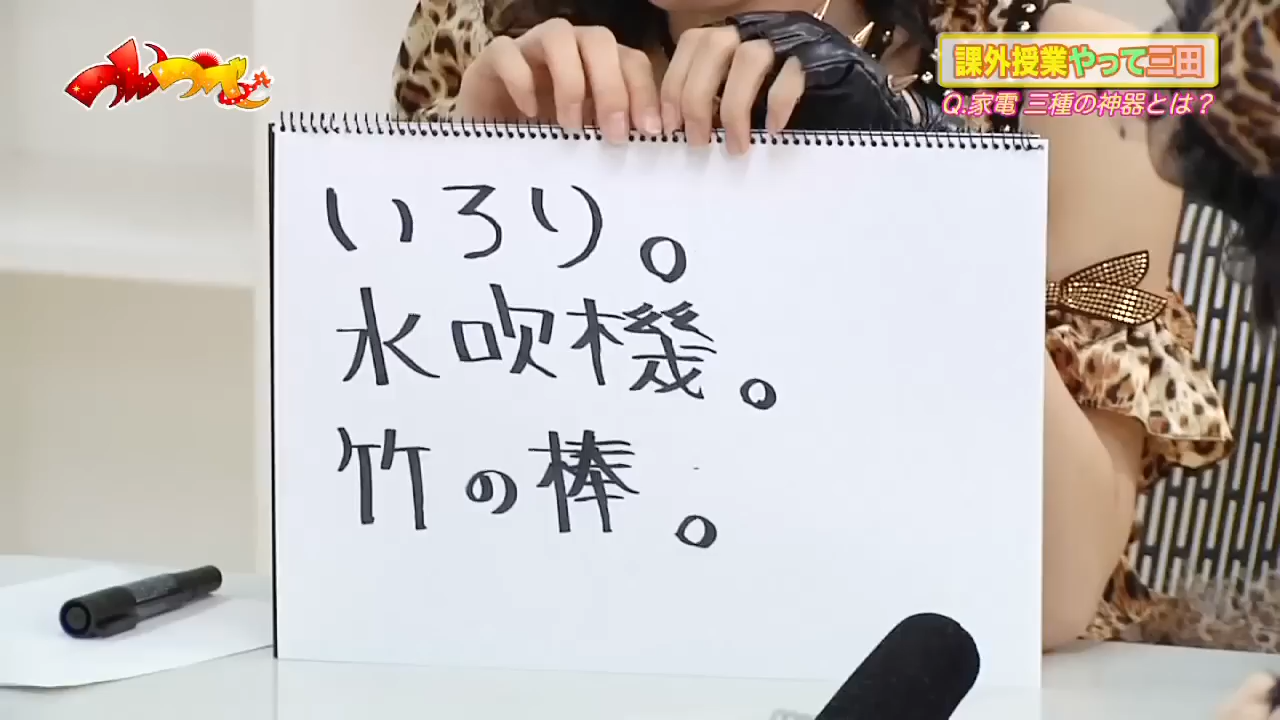 課外授業やって三田
Q.家電 三種の神器とは？
いろり。
水吹機。
竹の棒。